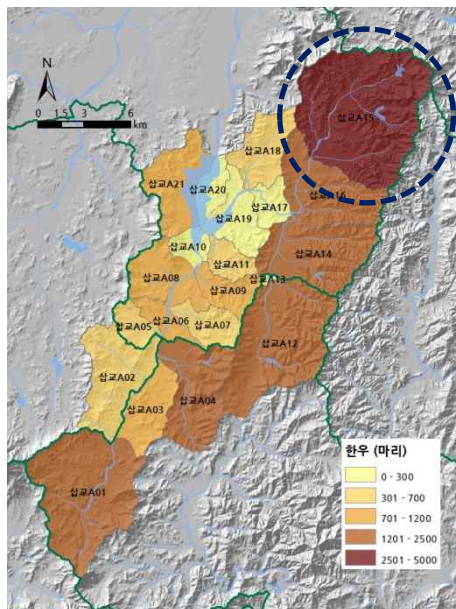 N
0 1.5 3 6
km
삽교A15
삽교A18
삽교A21
삽교A20
삽교A16
삽교A17
삽교A19
삽교A10
삽교A14
삽교A11
삽교A13
삽교A08
삽교A09
삽교A06
삽교A05
삽교A07
삽교A12
삽교A02
삽교A04
삽교A03
삽교A01
한우 (마리)
0 - 300
301 - 700
701 - 1200
1201 - 2500
2501 - 5000